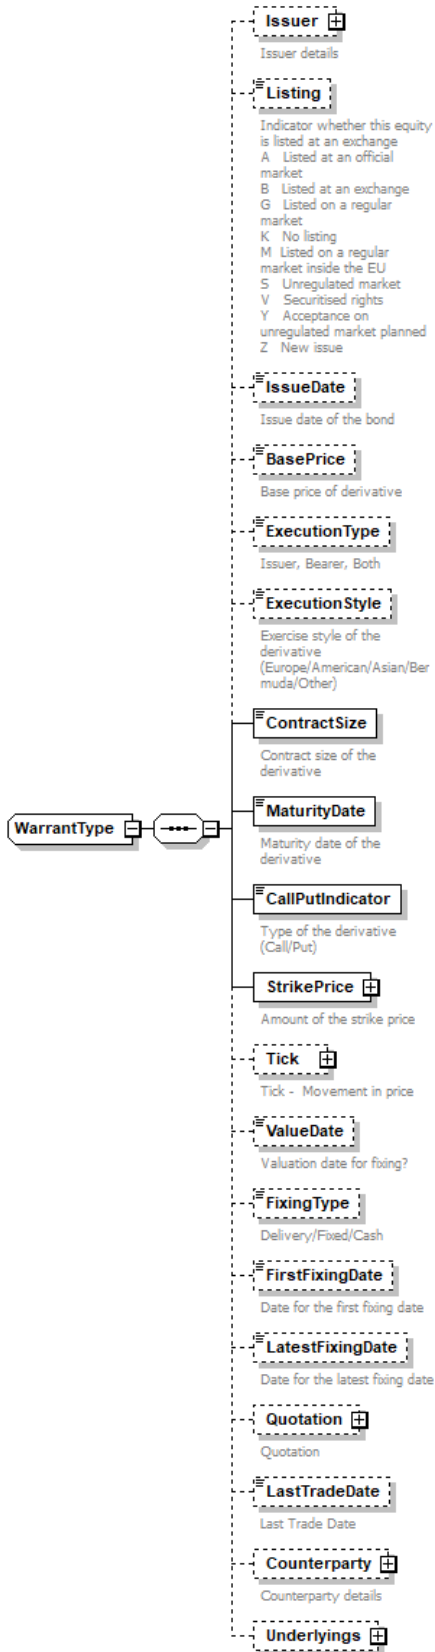 Issuer
Issuer details
Listing
Indicator whether this equity
is listed at an exchange
A Listed at an official
market
B Listed at an exchange
G Listed on a regular
market
K No listing
M Listed on a regular
market inside the EU
S Unregulated market
V Securitised rights
Y Acceptance on
unregulated market planned
Z New issue
IssueDate
Issue date of the bond
BasePrice
Base price of derivative
ExecutionType
Issuer, Bearer, Both
ExecutionStyle
Exercise style of the
derivative
(Europe/American/Asian/Ber
muda/Other)
ContractSize
Contract size of the
derivative
WarrantType
MaturityDate
Maturity date of the
derivative
CallPutIndicator
Type of the derivative
(Call/Put)
StrikePrice
Amount of the strike price
Tick
Tick - Movement in price
ValueDate
Valuation date for fixing?
FixingType
Delivery/Fixed/Cash
FirstFixingDate
Date for the first fixing date
LatestFixingDate
Date for the latest fixing date
Quotation
Quotation
LastTradeDate
Last Trade Date
Counterparty
Counterparty details
Underlyings